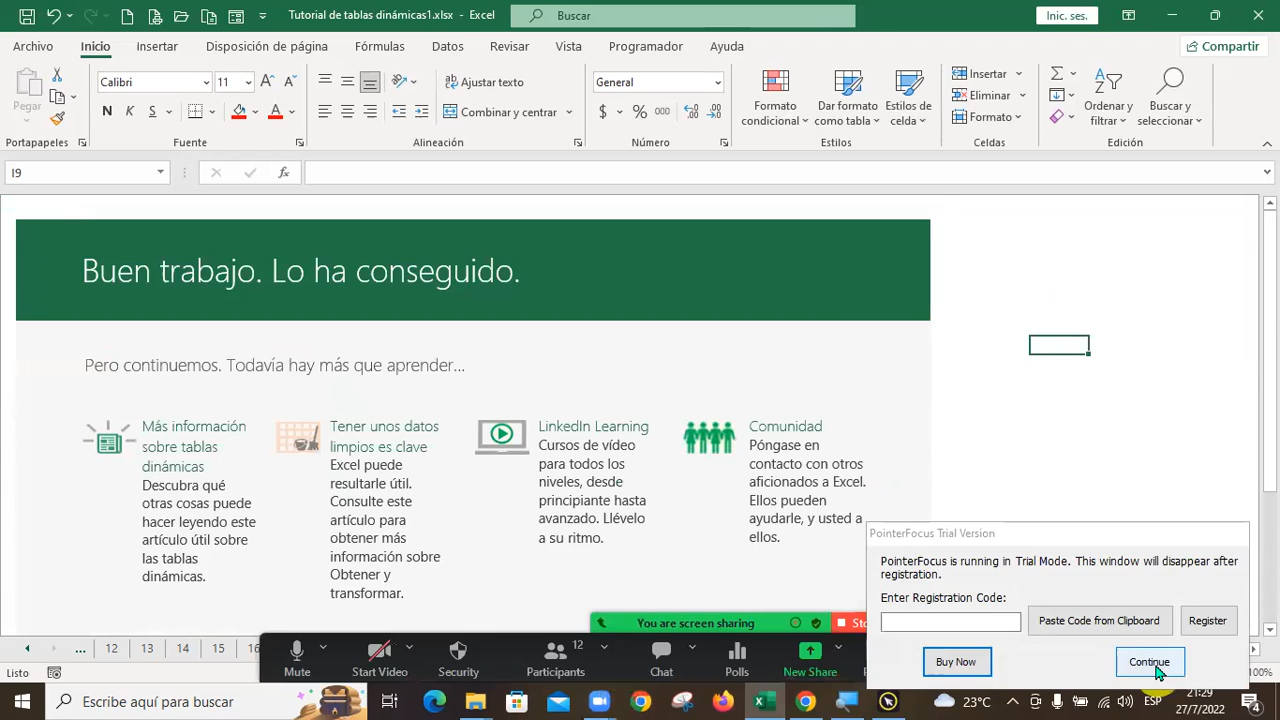 Tutorial de tablas dinámicas1.xlsx - Excel
Buscar
Inic. ses.
Archivo Inicio Insertar Disposición de página Fórmulas Datos Revisar Vista Programador Ayuda
Compartir
Pegar
Calibri 11
N K S
Ajustar texto
Combinar y centrar
General
$ % 000
Formato condicional
Dar formato como tabla
Estilos de celda
Insertar
Eliminar
Formato
Ordenar y filtrar
Buscar y seleccionar
Portapapeles Fuente Alineación Número Estilos Celdas Edición
I9
fx
Buen trabajo. Lo ha conseguido.
Pero continuemos. Todavía hay más que aprender...
Más información
sobre tablas
dinámicas
Descubra qué
otras cosas puede
hacer leyendo este
artículo útil sobre
las tablas
dinámicas.
Tener unos datos
limpios es clave
Excel puede
resultarle útil.
Consulte este
artículo para
obtener más
información sobre
Obtener y
transformar.
LinkedIn Learning
Cursos de vídeo
para todos los
niveles, desde
principiante hasta
avanzado. Llévelo
a su ritmo.
Comunidad
Póngase en
contacto con otros
aficionados a Excel.
Ellos pueden
ayudarle, y usted a
ellos.
PointerFocus Trial Version
PointerFocus is running in Trial Mode. This window will disappear after
registration.
Enter Registration Code:
Paste Code from Clipboard
Register
Buy Now
Continue
You are screen sharing
12 13 14 15 16
Mute
Start Video
Security
Participants
12
Chat
Polls
New Share
Listo
100%
Escribe aquí para buscar
23°C
ESP
21:29
27/7/2022
4